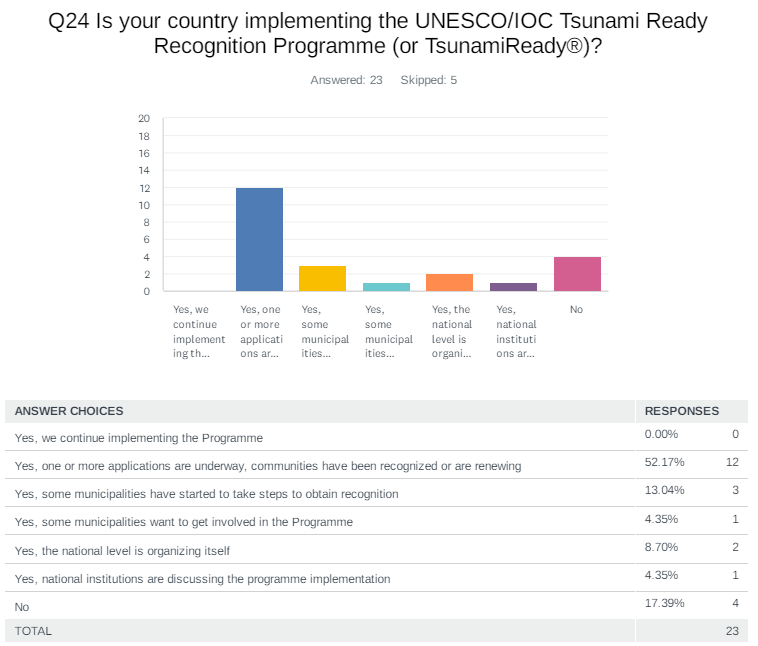 Q24 Is your country implementing the UNESCO/IOC Tsunami Ready
Recognition Programme (or TsunamiReady®)?
Answered: 23 Skipped: 5
20
18
16
14
12
10
8
6
4
2
0
Yes, we
continue
implement
ing th...
Yes, one
or more
applicati
ons ar...
Yes,
some
municipal
ities...
Yes,
some
municipal
ities...
Yes, the
national
level is
organi...
Yes,
national
instituti
ons ar...
No
ANSWER CHOICES RESPONSES
Yes, we continue implementing the Programme 0.00% 0
Yes, one or more applications are underway, communities have been recognized or are renewing 52.17% 12
Yes, some municipalities have started to take steps to obtain recognition 13.04% 3
Yes, some municipalities want to get involved in the Programme 4.35% 1
Yes, the national level is organizing itself 8.70% 2
Yes, national institutions are discussing the programme implementation 4.35% 1
No 17.39% 4
TOTAL 23